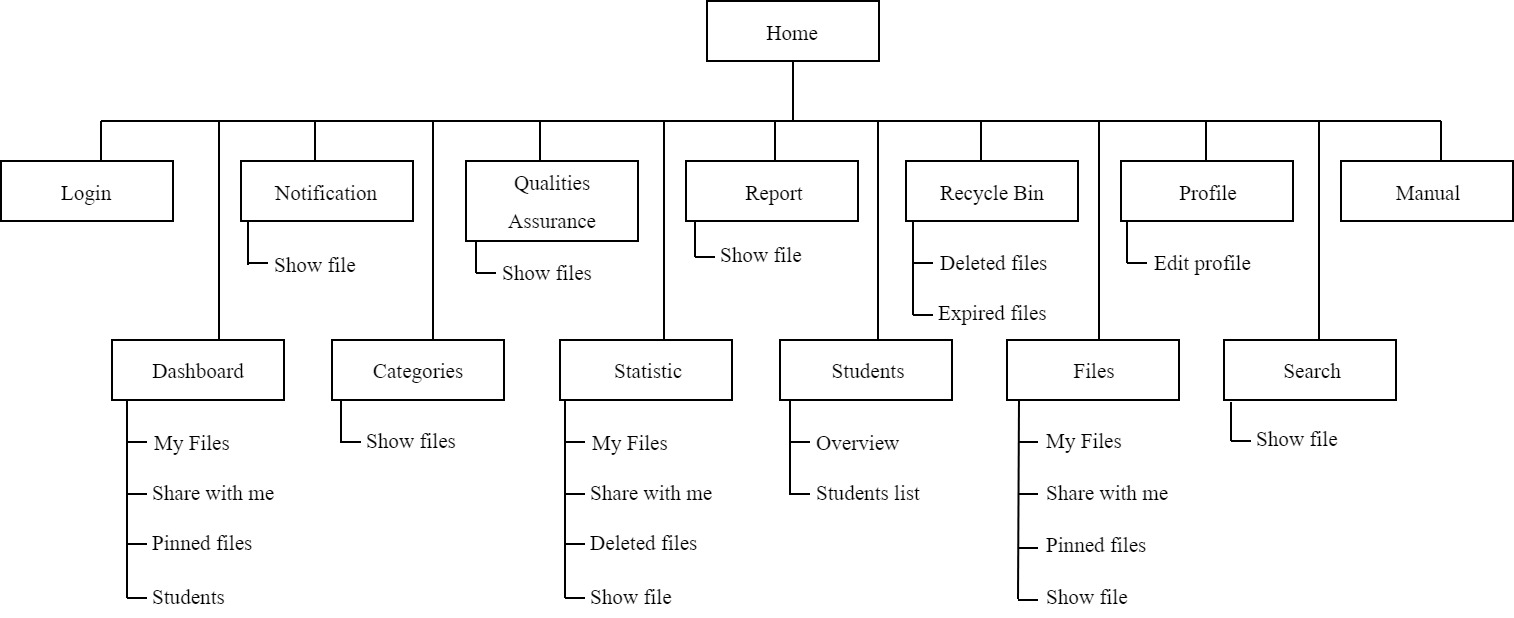 Home
Login
Notification
Qualities
Assurance
Report
Recycle Bin
Profile
Manual
Show file
Show files
Show file
Deleted files
Expired files
Edit profile
Dashboard
Categories
Statistic
Students
Files
Search
My Files
Share with me
Pinned files
Students
Show files
My Files
Share with me
Deleted files
Show file
Overview
Students list
My Files
Share with me
Pinned files
Show file
Show file